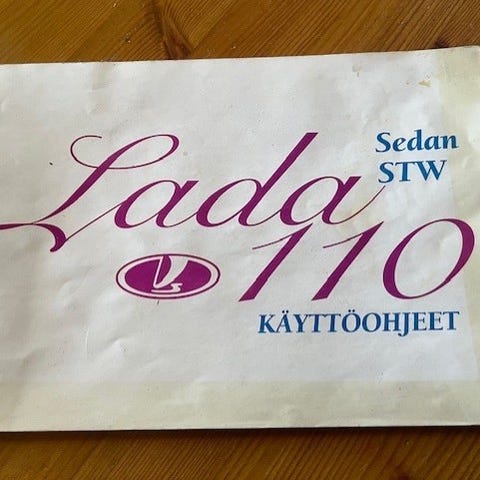 Lada
Sedan
STW
110
KÄYTTÖOHJEET